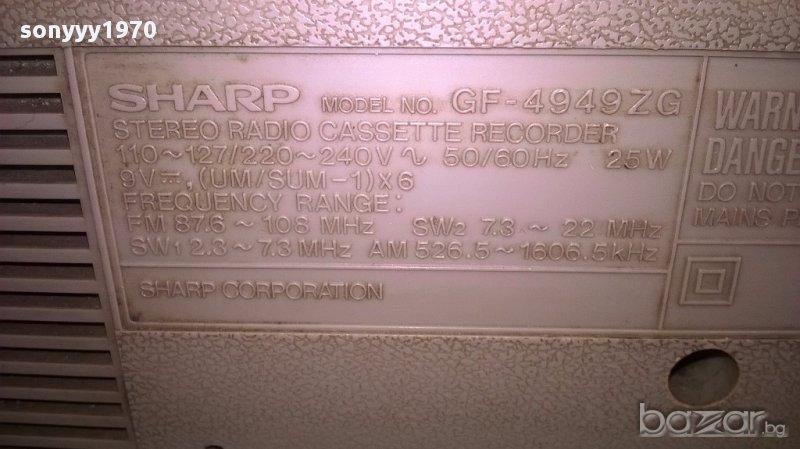 sonyyy1970
SHARP MODEL NO. GF-4949ZG
STEREO RADIO CASSETTE RECORDER
110~127/220~240V ∿ 50/60Hz 25W
9V⎓, (UM/SUM-1)X6
FREQUENCY RANGE:
FM 87.6 ~ 108 MHz SW2 7.3 ~ 22 MHz
SW1 2.3 ~ 7.3 MHz AM 526.5 ~ 1606.5 kHz
SHARP CORPORATION
WARN
DANGE
DO NOT
MAINS P
bazar.bg